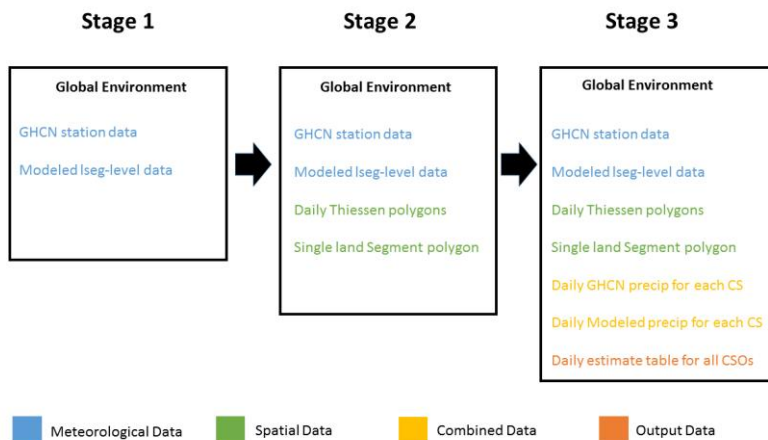 Stage 1
Stage 2
Stage 3
Global Environment
GHCN station data
Modeled lseg-level data
Global Environment
GHCN station data
Modeled lseg-level data
Daily Thiessen polygons
Single land Segment polygon
Global Environment
GHCN station data
Modeled lseg-level data
Daily Thiessen polygons
Single land Segment polygon
Daily GHCN precip for each CS
Daily Modeled precip for each CS
Daily estimate table for all CSOs
Meteorological Data
Spatial Data
Combined Data
Output Data